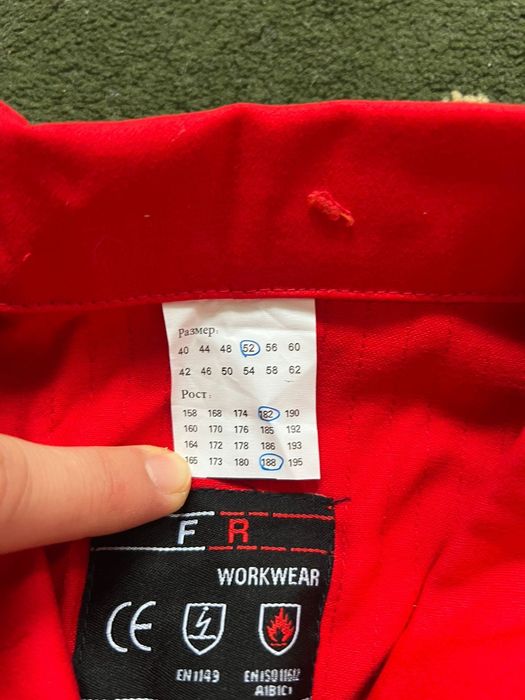 Размер:
40 44 48 52 56 60
42 46 50 54 58 62
Рост:
158 168 174 182 190
160 170 176 185 192
164 172 178 186 193
165 173 180 188 195
FR
WORKWEAR
CE
EN1149
EN ISO 11612
A1B1C1